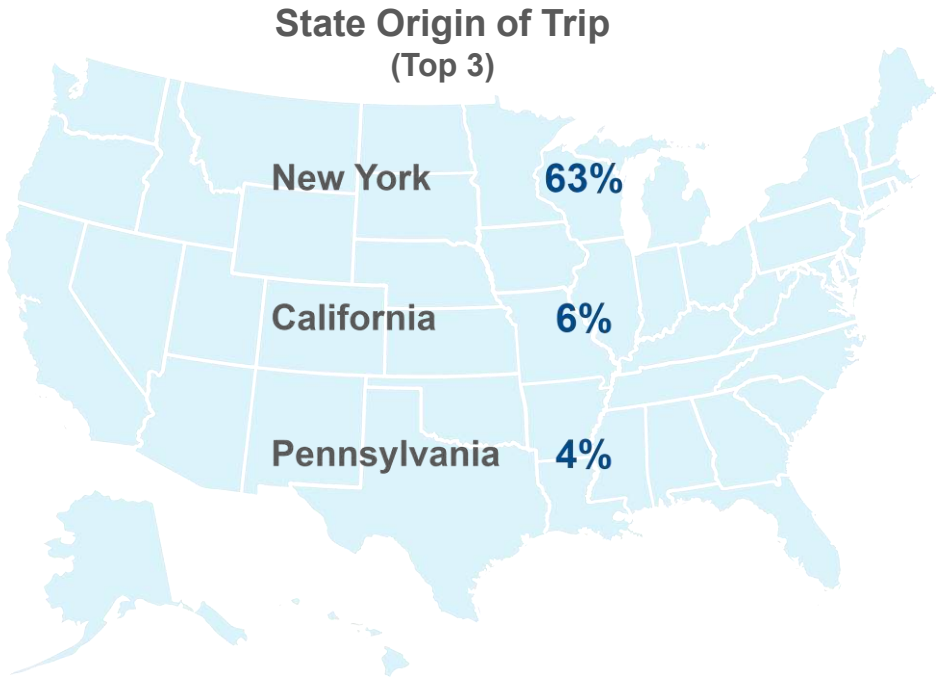 State Origin of Trip
(Top 3)
New York 63%
California 6%
Pennsylvania 4%